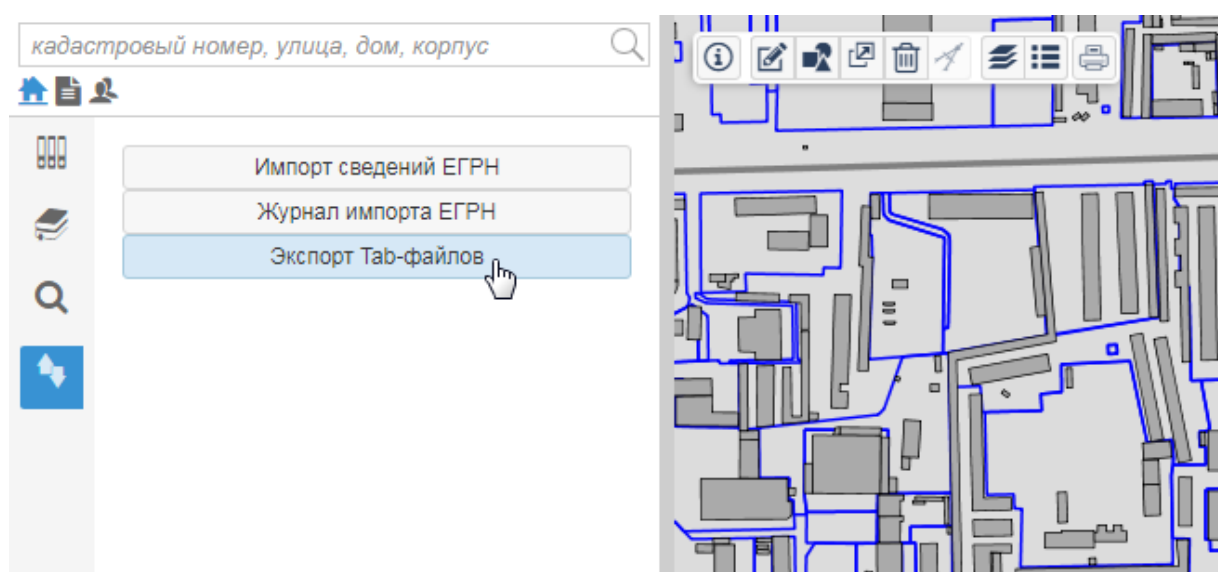 кадастровый номер, улица, дом, корпус
Импорт сведений ЕГРН
Журнал импорта ЕГРН
Экспорт Tab-файлов